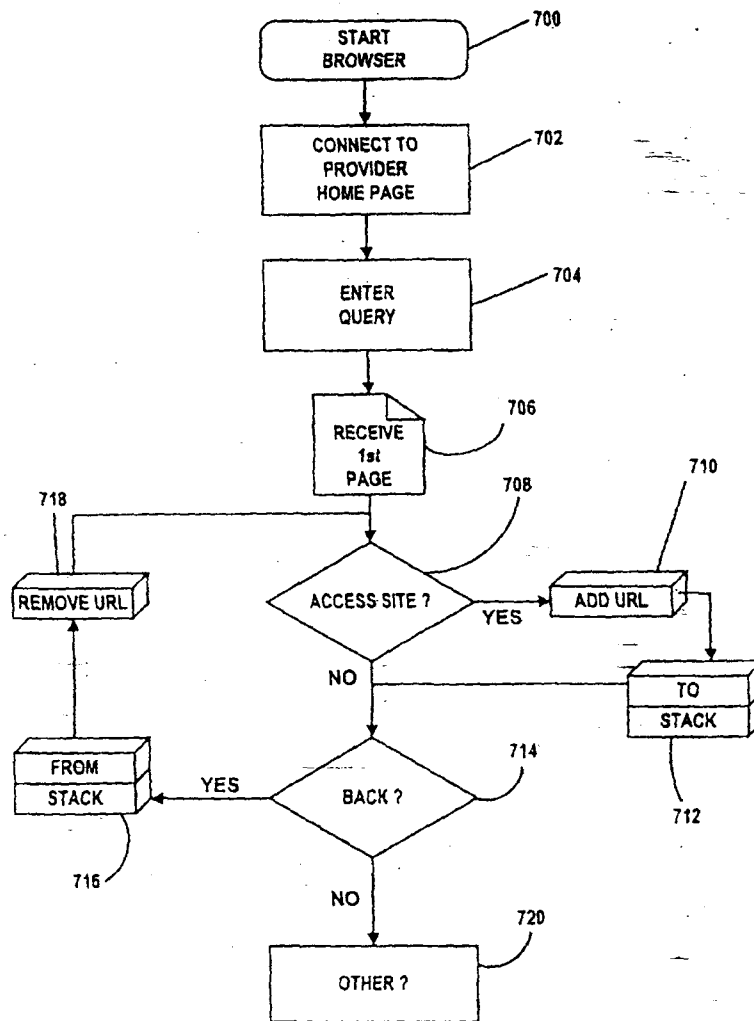 START
BROWSER
700
CONNECT TO
PROVIDER
HOME PAGE
702
ENTER
QUERY
704
RECEIVE
1st
PAGE
706
708
710
718
REMOVE URL
ACCESS SITE ?
YES
ADD URL
NO
TO
STACK
712
FROM
STACK
716
YES
BACK ?
714
NO
720
OTHER ?